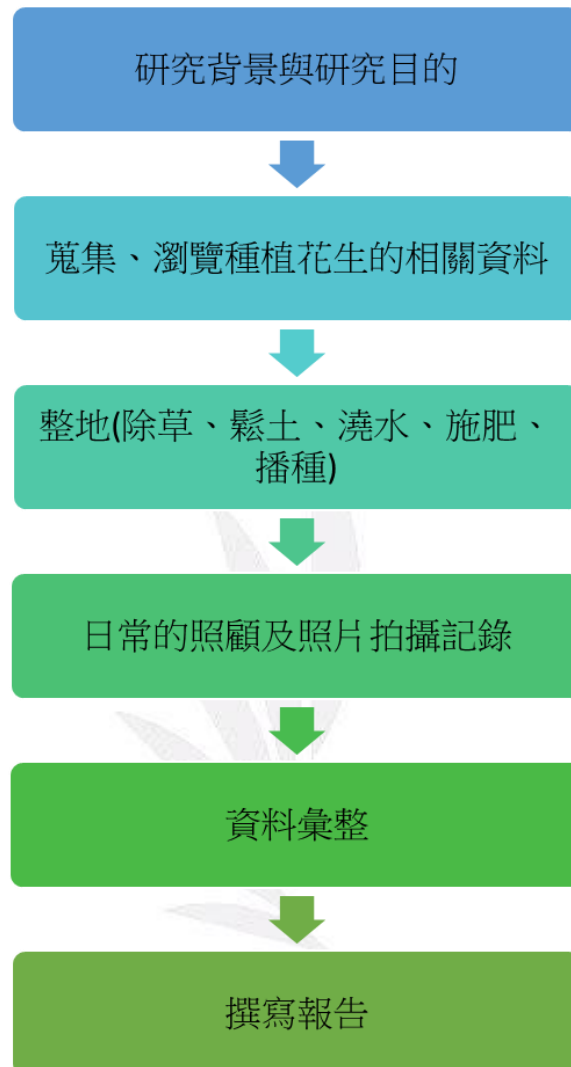 研究背景與研究目的
蒐集、瀏覽種植花生的相關資料
整地(除草、鬆土、澆水、施肥、
播種)
日常的照顧及照片拍攝記錄
資料彙整
撰寫報告